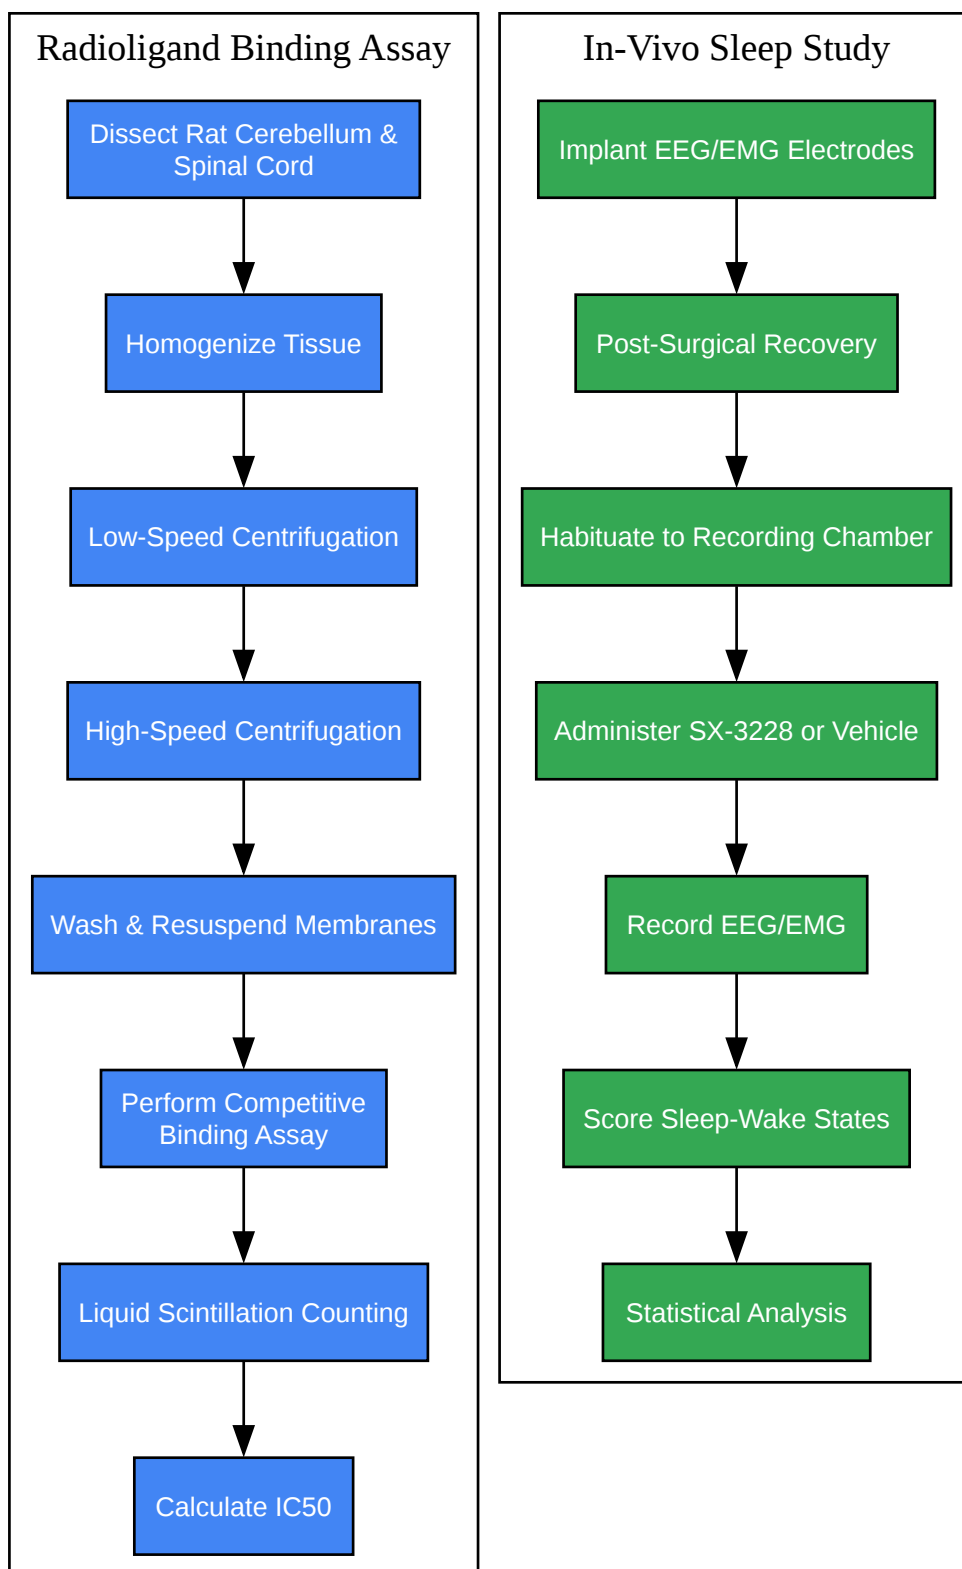 Radioligand Binding Assay
Dissect Rat Cerebellum &
Spinal Cord
Homogenize Tissue
Low-Speed Centrifugation
High-Speed Centrifugation
Wash & Resuspend Membranes
Perform Competitive
Binding Assay
Liquid Scintillation Counting
Calculate IC50
In-Vivo Sleep Study
Implant EEG/EMG Electrodes
Post-Surgical Recovery
Habituate to Recording Chamber
Administer SX-3228 or Vehicle
Record EEG/EMG
Score Sleep-Wake States
Statistical Analysis